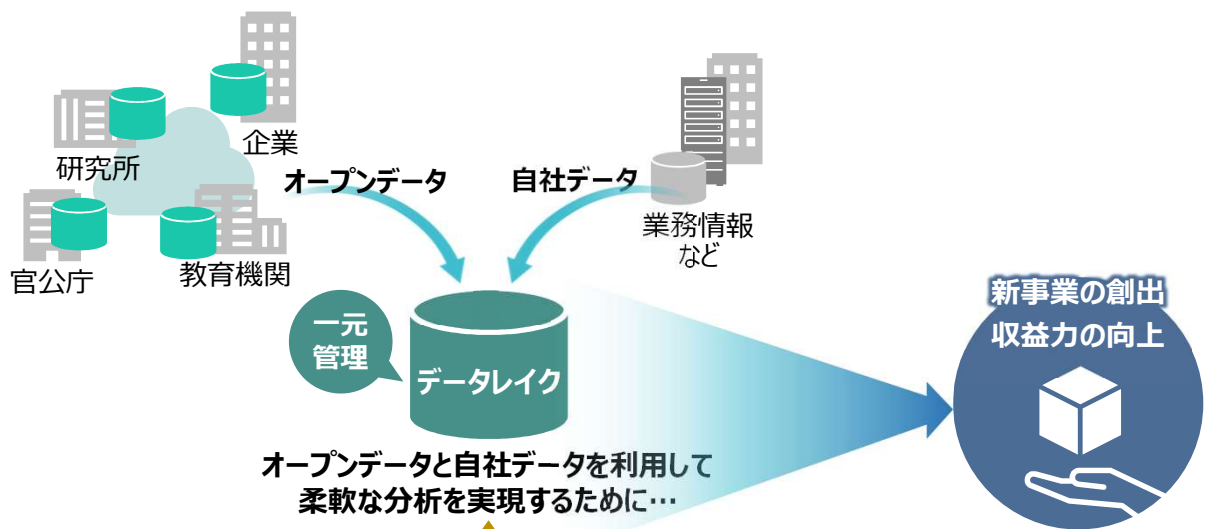 企業
研究所
官公庁
教育機関
オープンデータ
自社データ
業務情報
など
一元
管理
データレイク
オープンデータと自社データを利用して
柔軟な分析を実現するために…
新事業の創出
収益力の向上